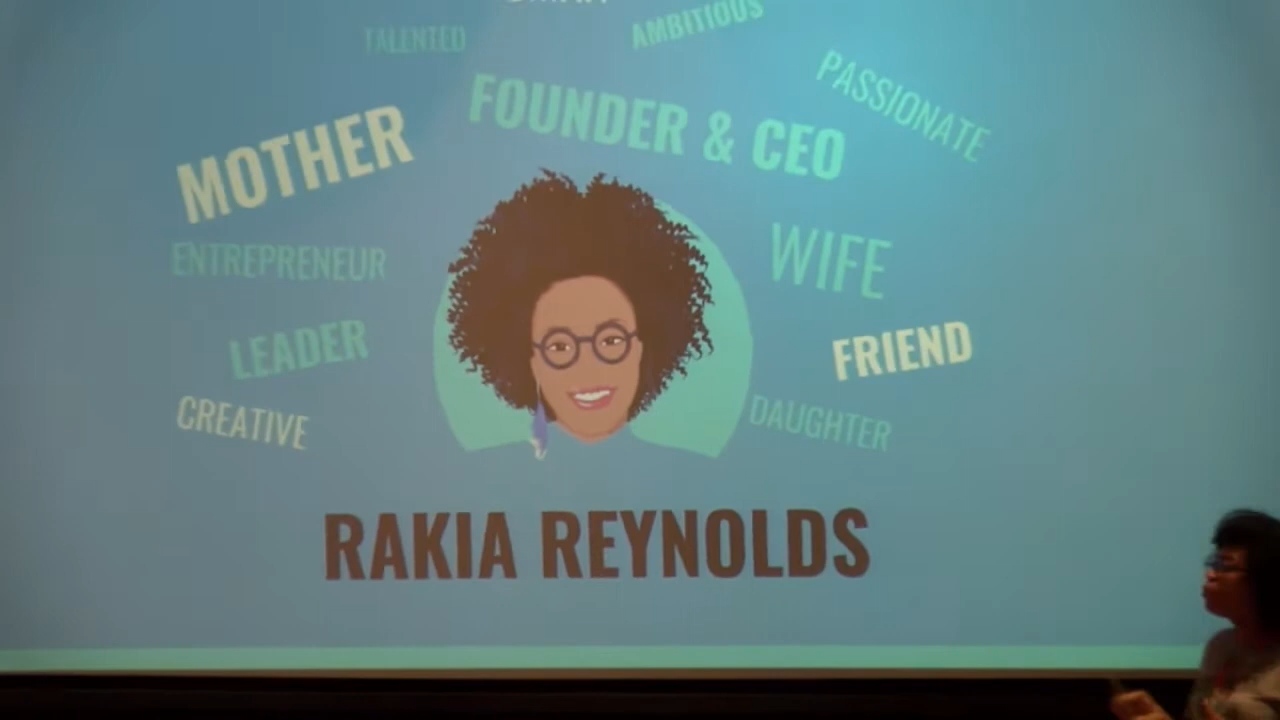 TALENTED
AMBITIOUS
PASSIONATE
FOUNDER & CEO
MOTHER
WIFE
ENTREPRENEUR
LEADER
FRIEND
CREATIVE
DAUGHTER
RAKIA REYNOLDS